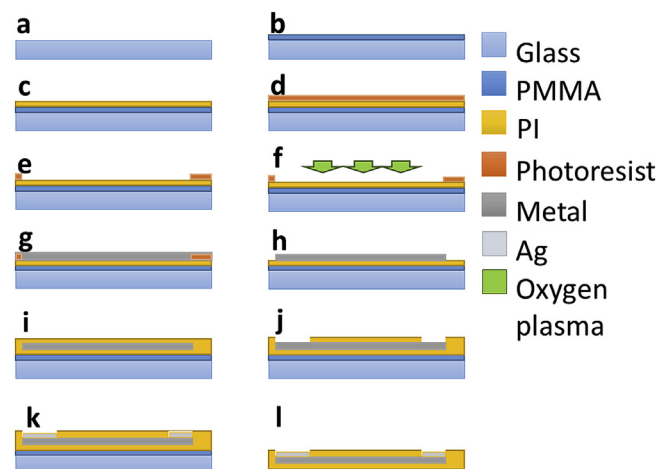 a
b
c
d
e
f
g
h
i
j
k
l
Glass
PMMA
PI
Photoresist
Metal
Ag
Oxygen
plasma